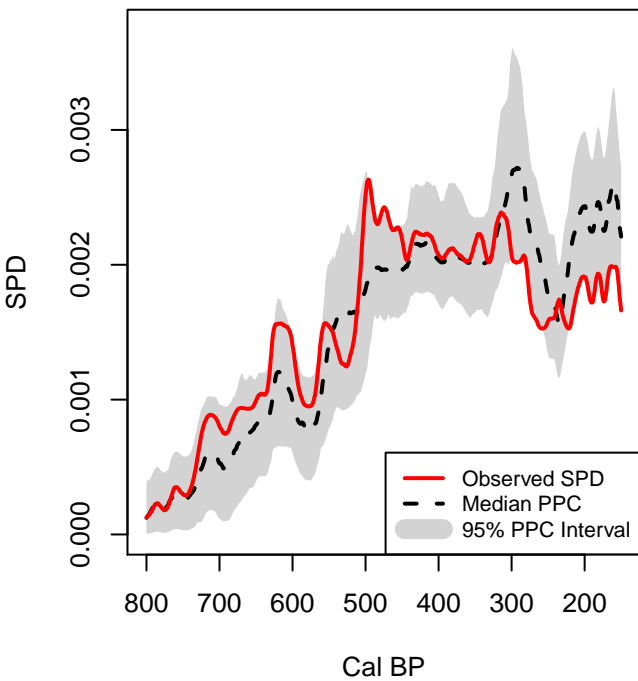 SPD
0.003
0.002
0.001
0.000
Observed SPD
Median PPC
95% PPC Interval
800 700 600 500 400 300 200
Cal BP